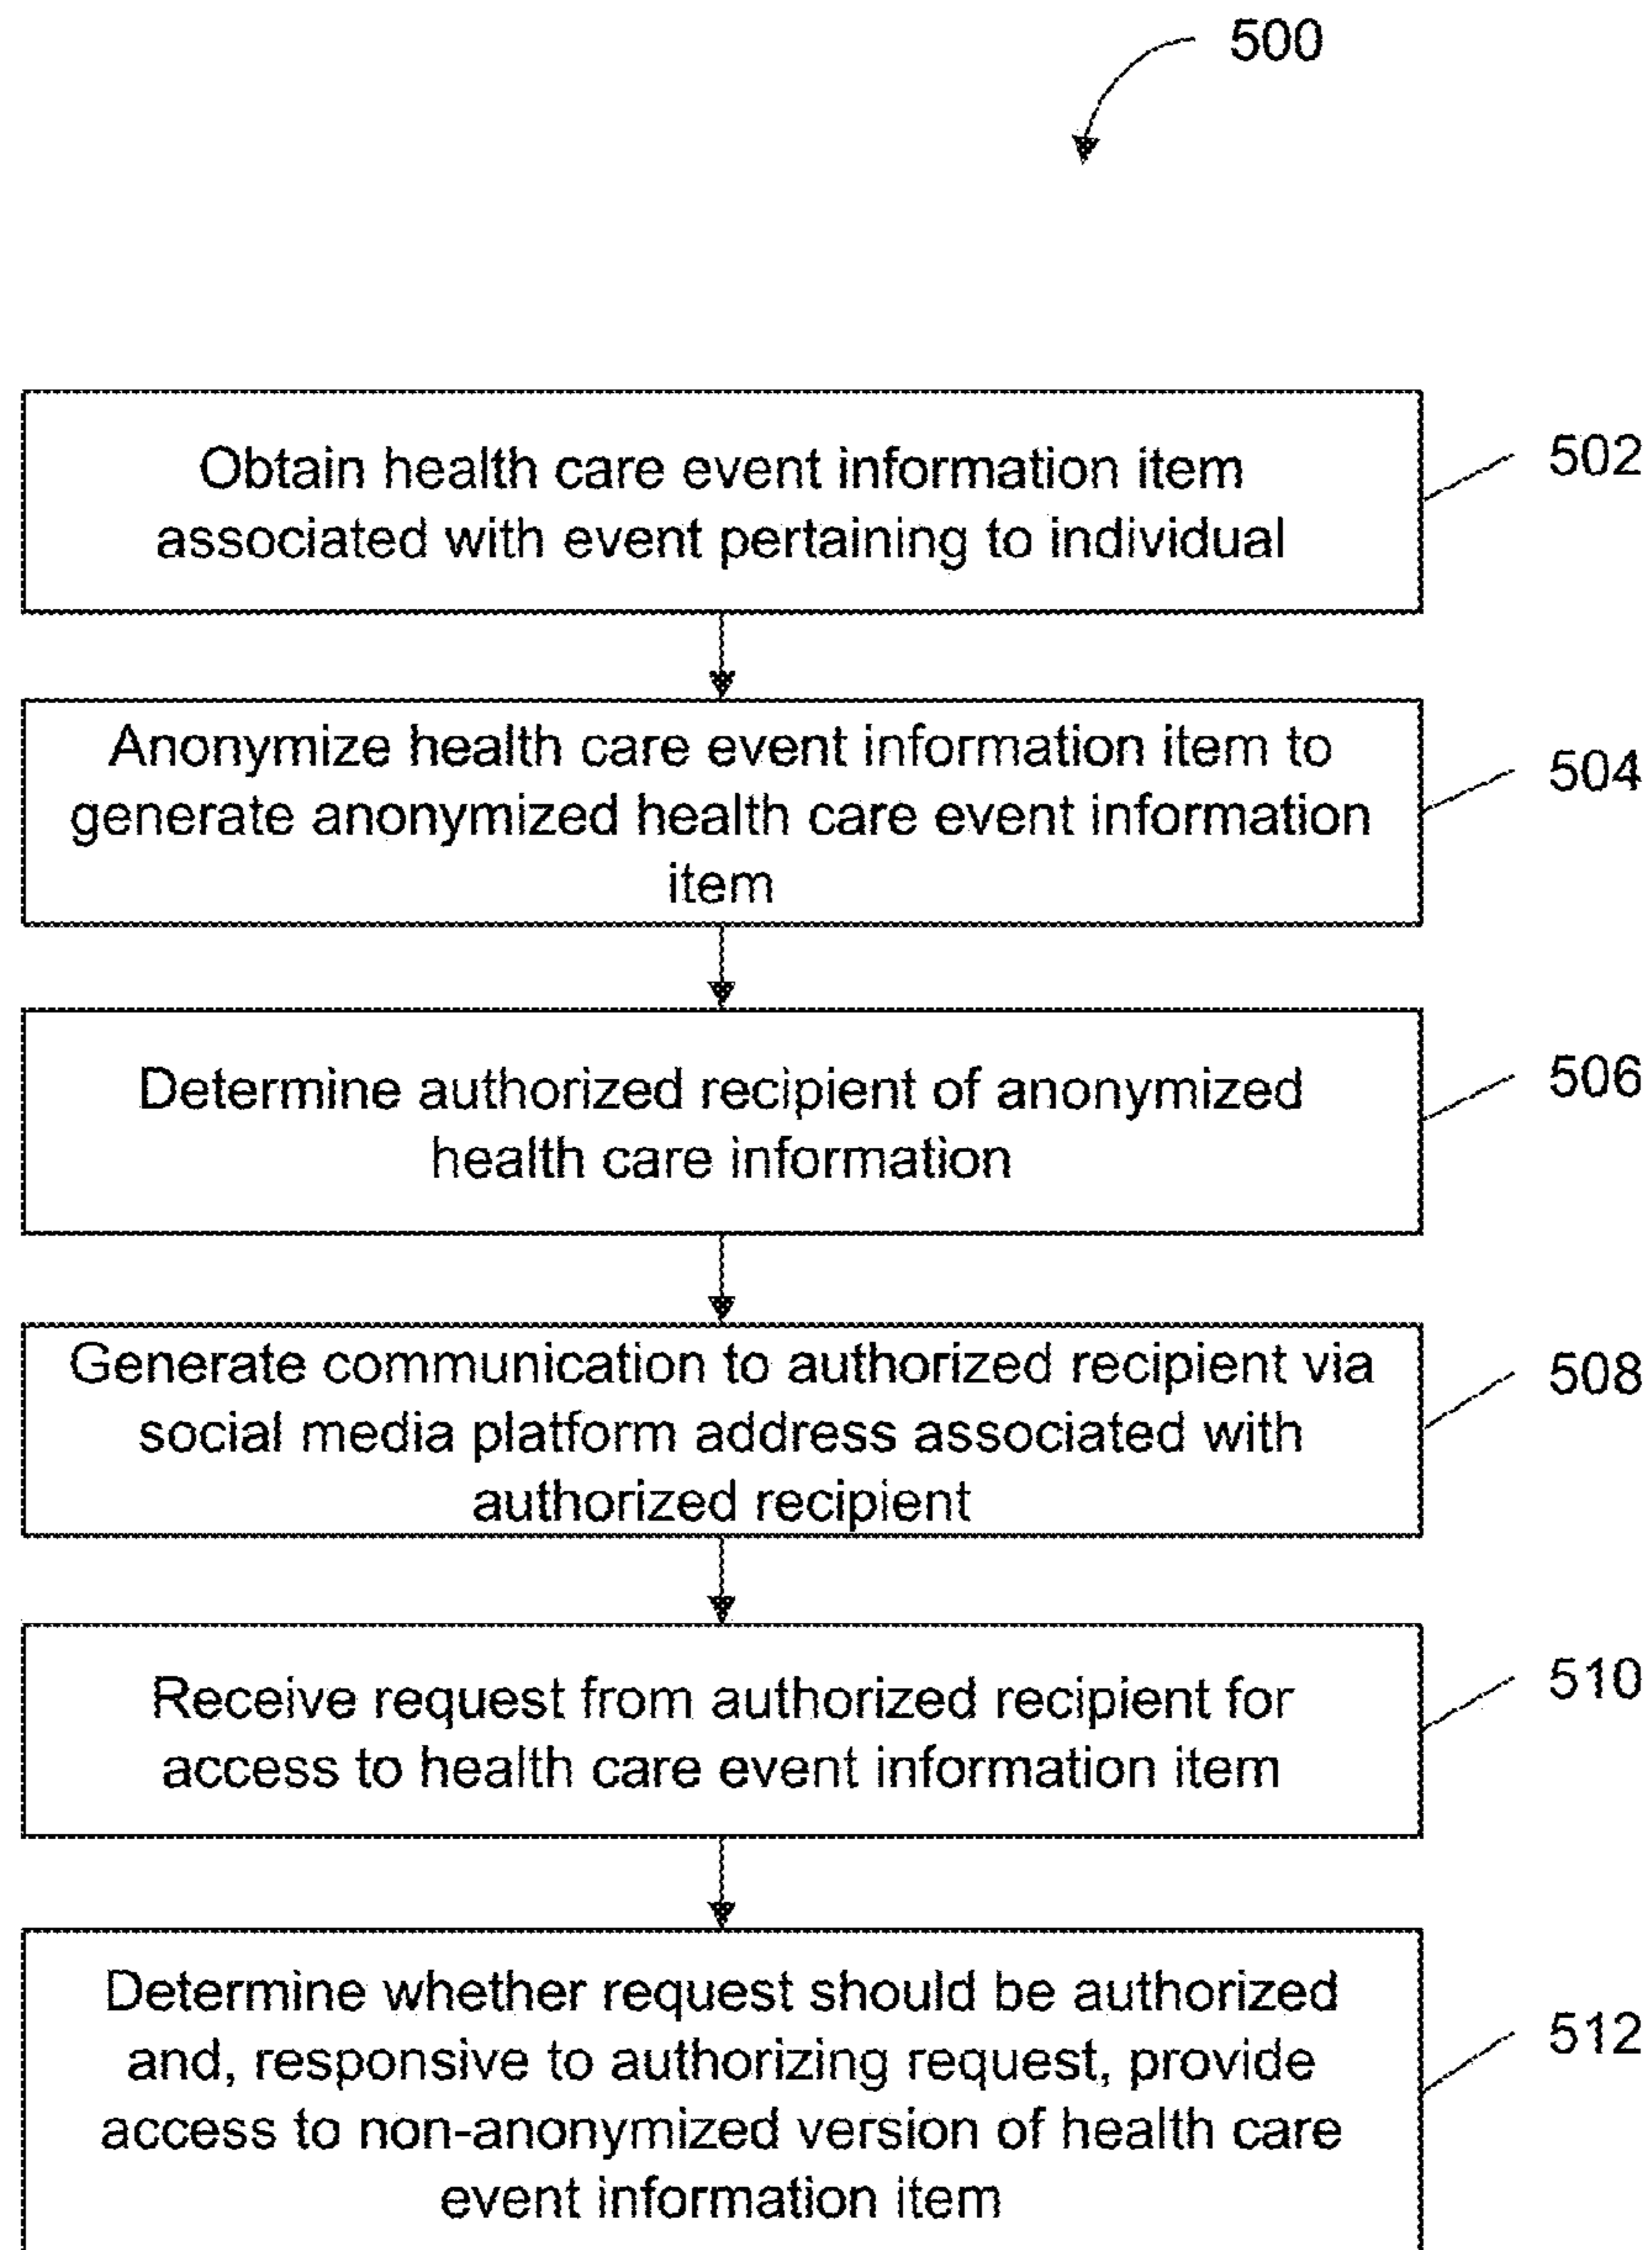 500
Obtain health care event information item
associated with event pertaining to individual
502
Anonymize health care event information item to
generate anonymized health care event information
item
504
Determine authorized recipient of anonymized
health care information
506
Generate communication to authorized recipient via
social media platform address associated with
authorized recipient
508
Receive request from authorized recipient for
access to health care event information item
510
Determine whether request should be authorized
and, responsive to authorizing request, provide
access to non-anonymized version of health care
event information item
512